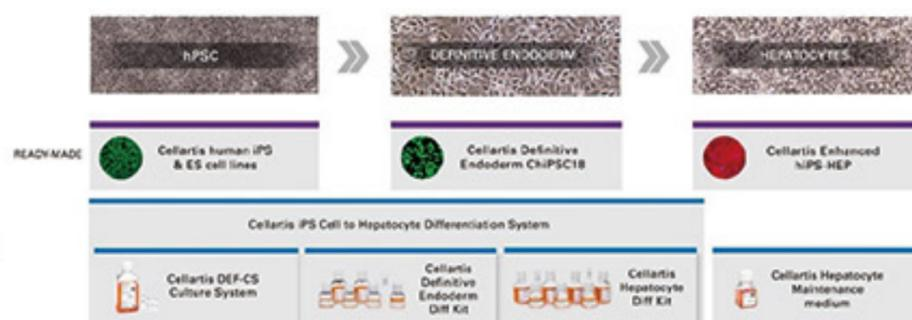 hPSC
DEFINITIVE ENDODERM
HEPATOCYTES
READY-MADE
Cellartis human iPS
& ES cell lines
Cellartis Definitive
Endoderm ChiPSC18
Cellartis Enhanced
hiPS-HEP
Cellartis iPS Cell to Hepatocyte Differentiation System
Cellartis DEF-CS
Culture System
Cellartis
Definitive
Endoderm
Diff Kit
Cellartis
Hepatocyte
Diff Kit
Cellartis Hepatocyte
Maintenance
medium